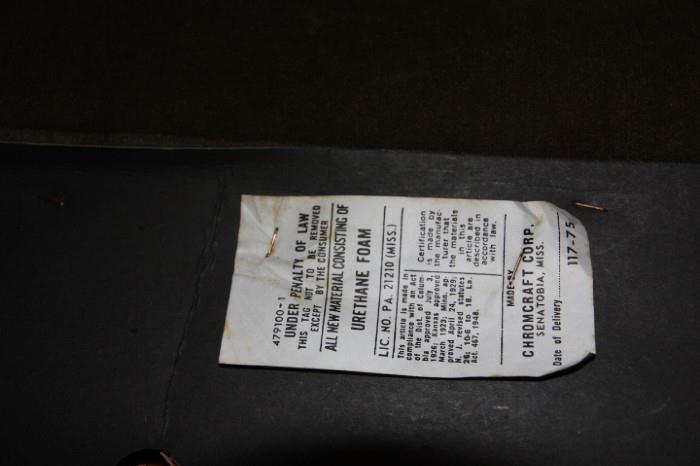 479100-1
UNDER PENALTY OF LAW
THIS TAG NOT TO BE REMOVED
EXCEPT BY THE CONSUMER
ALL NEW MATERIAL CONSISTING OF
URETHANE FOAM
LIC. NO. PA. 21210 (MISS.)
This article is made in
compliance with an Act
of the Dist. of Colum-
bia approved July 3,
1926; Kansas approved
March 1923; Minn. ap-
proved April 24, 1929;
N. J. revised statutes
26; 10-6 to 18. La.
Act. 467, 1948.
Certification
is made by
the manufac-
turer that
the materials
in this
article are
described in
accordance
with law.
MADE BY
CHROMCRAFT CORP.
SENATOBIA, MISS.
Date of Delivery 117-75